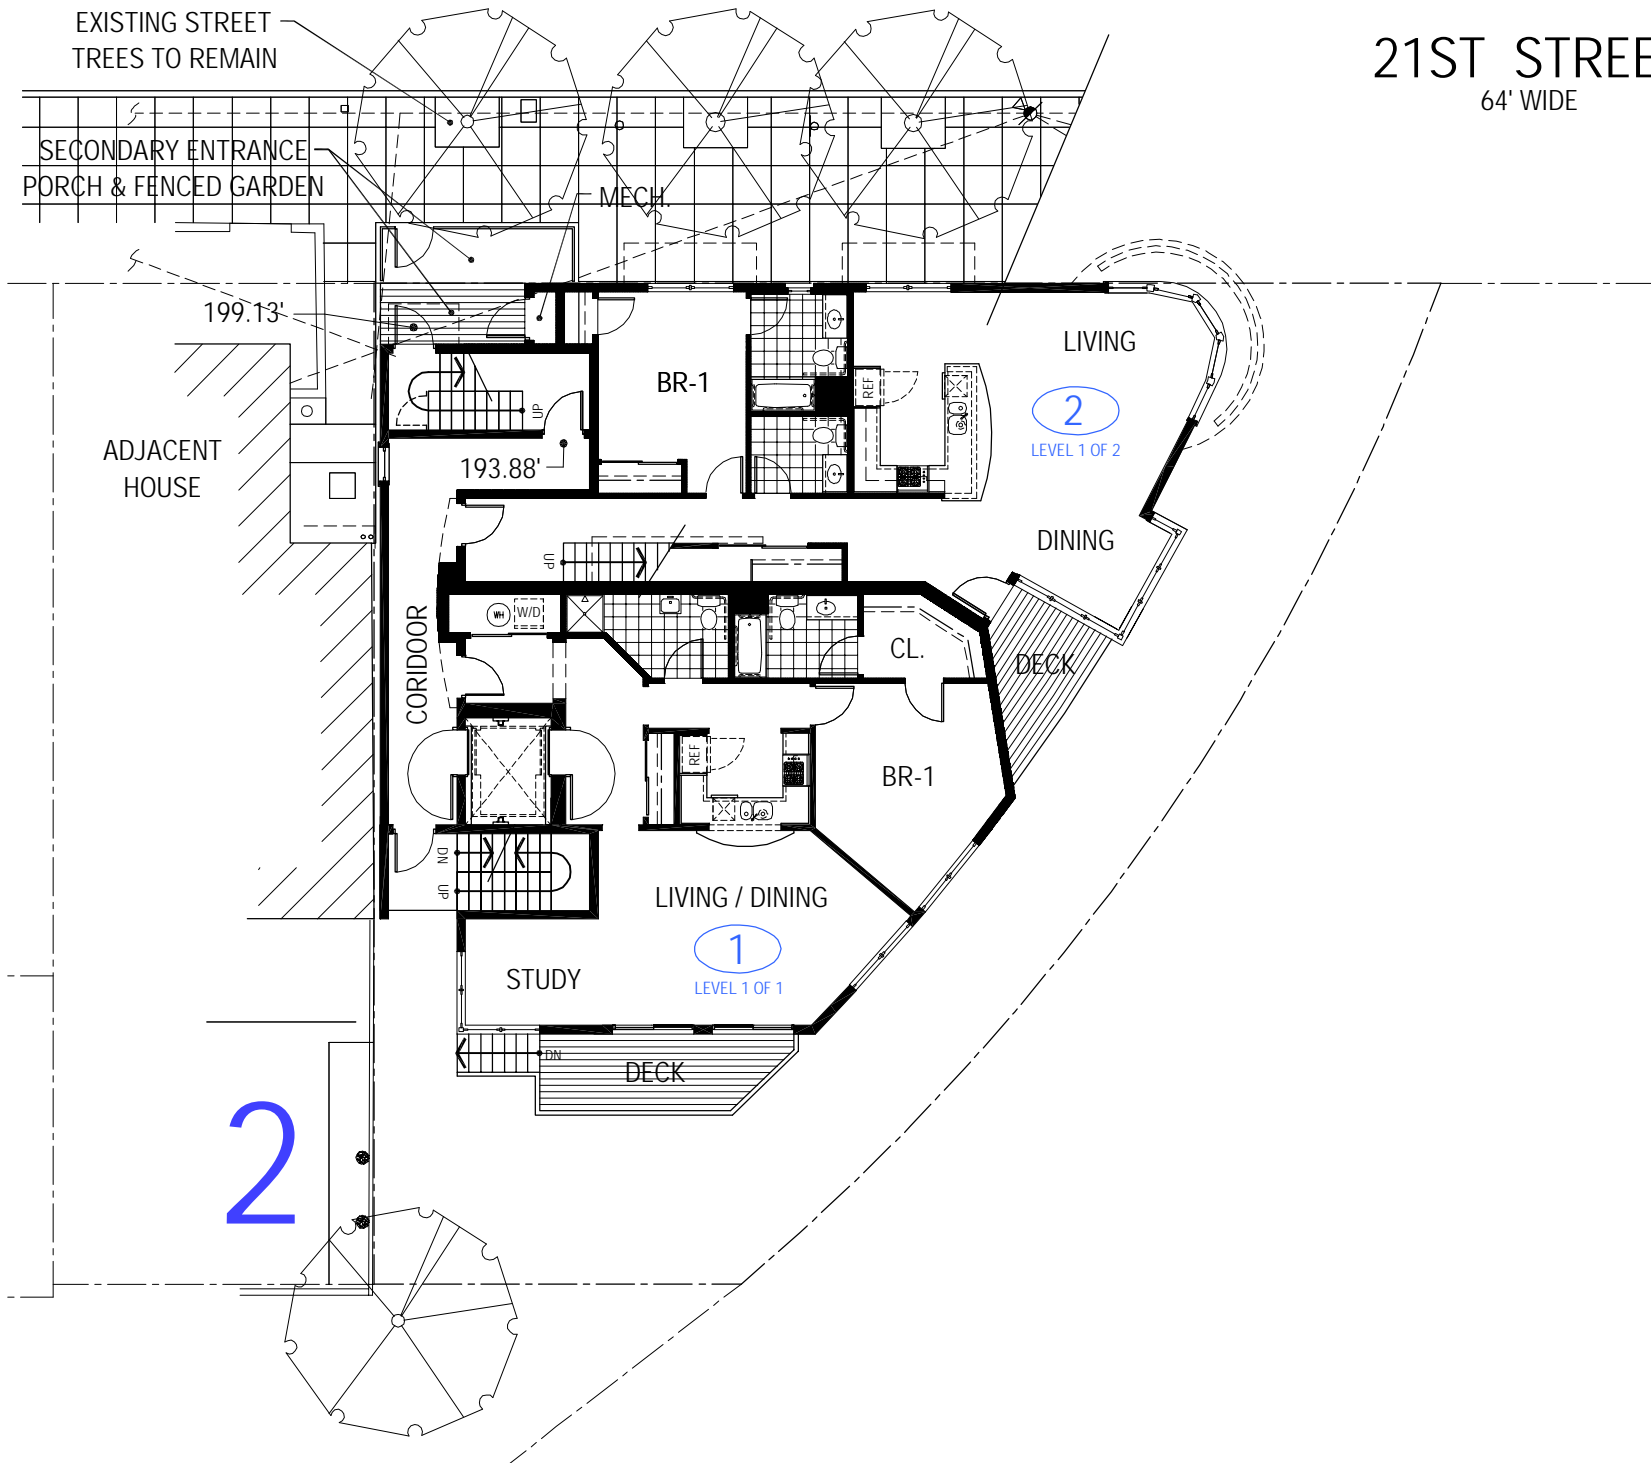 EXISTING STREET
TREES TO REMAIN
21ST STREE
64' WIDE
SECONDARY ENTRANCE
PORCH & FENCED GARDEN
MECH.
199.13'
LIVING
BR-1
REF
2
LEVEL 1 OF 2
UP
ADJACENT
HOUSE
193.88'
DINING
UP
CORIDOOR
WH
W/D
CL.
DECK
REF
BR-1
DN
UP
LIVING / DINING
1
LEVEL 1 OF 1
STUDY
DN
DECK
2